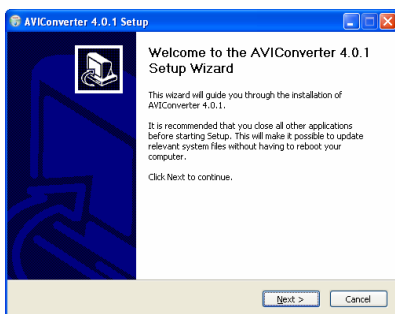 AVIConverter 4.0.1 Setup
Welcome to the AVIConverter 4.0.1
Setup Wizard
This wizard will guide you through the installation of
AVIConverter 4.0.1.
It is recommended that you close all other applications
before starting Setup. This will make it possible to update
relevant system files without having to reboot your
computer.
Click Next to continue.
Next >
Cancel